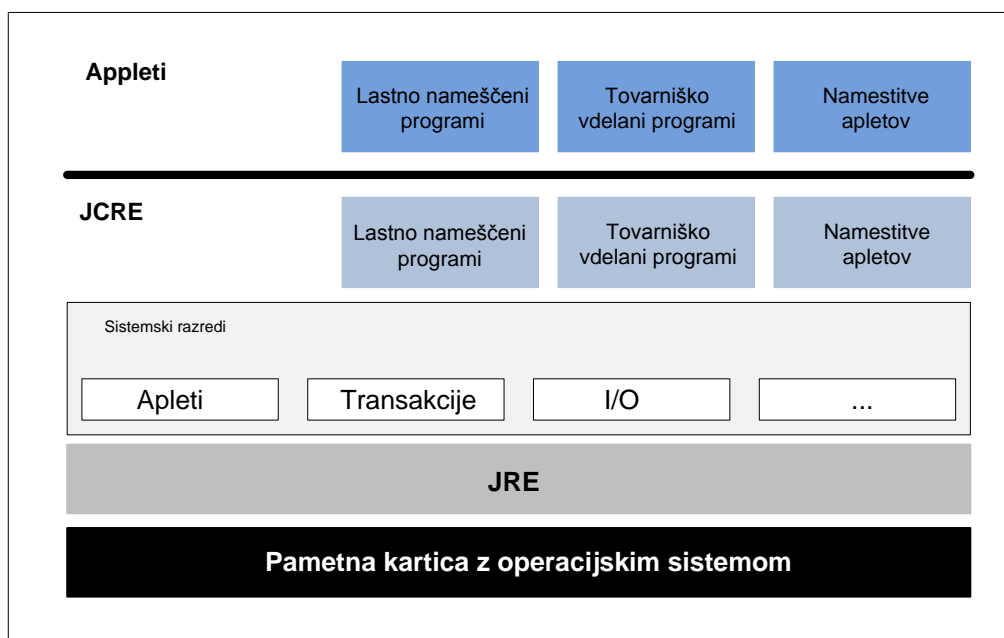 Appleti
Lastno nameščeni
programi
Tovarniško
vdelani programi
Namestitve
apletov
JCRE
Lastno nameščeni
programi
Tovarniško
vdelani programi
Namestitve
apletov
Sistemski razredi
Apleti
Transakcije
I/O
...
JRE
Pametna kartica z operacijskim sistemom